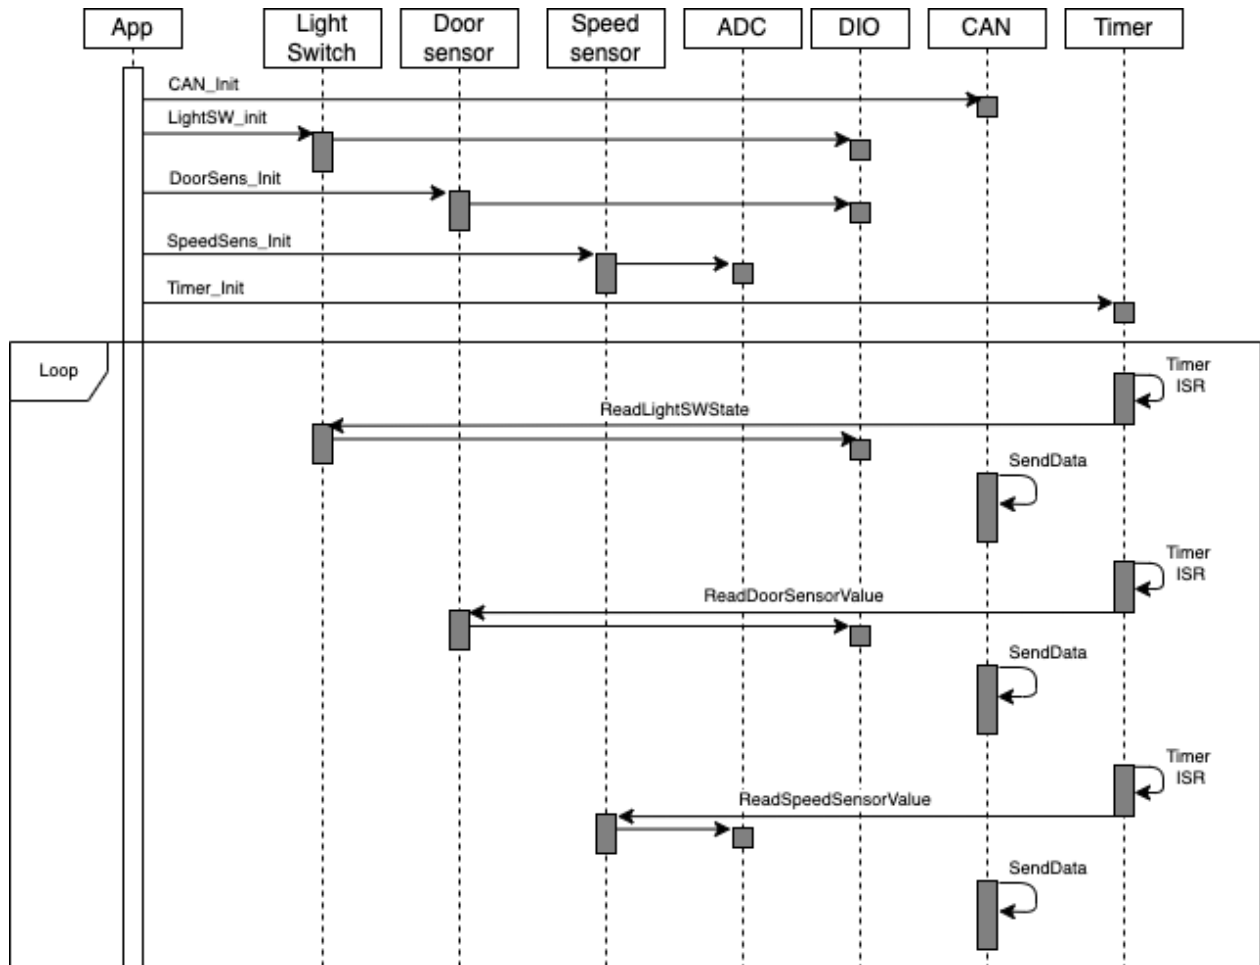 App
Light
Switch
Door
sensor
Speed
sensor
ADC
DIO
CAN
Timer
CAN_Init
LightSW_init
DoorSens_Init
SpeedSens_Init
Timer_Init
Loop
Timer
ISR
ReadLightSWState
SendData
Timer
ISR
ReadDoorSensorValue
SendData
Timer
ISR
ReadSpeedSensorValue
SendData